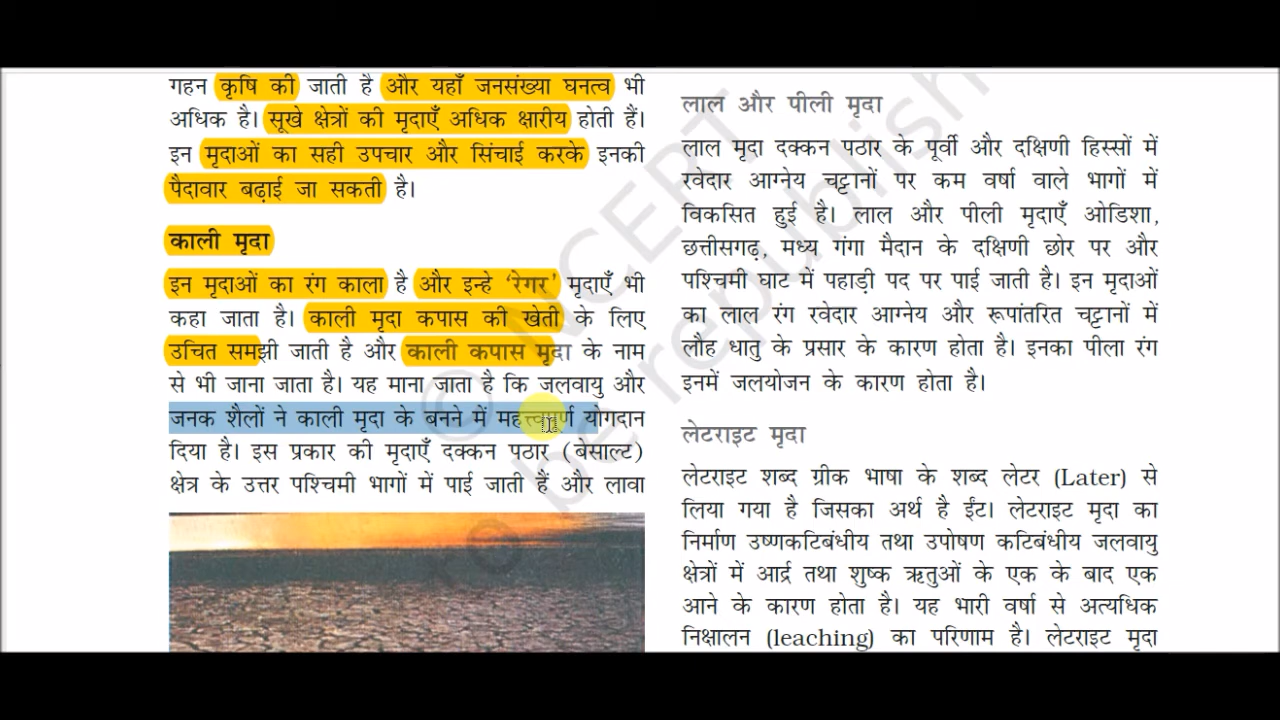 गहन कृषि की जाती है और यहाँ जनसंख्या घनत्व भी
अधिक है। सूखे क्षेत्रों की मृदाएँ अधिक क्षारीय होती हैं।
इन मृदाओं का सही उपचार और सिंचाई करके इनकी
पैदावार बढ़ाई जा सकती है।
काली मृदा
इन मृदाओं का रंग काला है और इन्हे ‘रेगर’ मृदाएँ भी
कहा जाता है। काली मृदा कपास की खेती के लिए
उचित समझी जाती है और काली कपास मृदा के नाम
से भी जाना जाता है। यह माना जाता है कि जलवायु और
जनक शैलों ने काली मृदा के बनने में महत्त्वपूर्ण योगदान
दिया है। इस प्रकार की मृदाएँ दक्कन पठार (बेसाल्ट)
क्षेत्र के उत्तर पश्चिमी भागों में पाई जाती हैं और लावा
लाल और पीली मृदा
लाल मृदा दक्कन पठार के पूर्वी और दक्षिणी हिस्सों में
रवेदार आग्नेय चट्टानों पर कम वर्षा वाले भागों में
विकसित हुई है। लाल और पीली मृदाएँ ओडिशा,
छत्तीसगढ़, मध्य गंगा मैदान के दक्षिणी छोर पर और
पश्चिमी घाट में पहाड़ी पद पर पाई जाती है। इन मृदाओं
का लाल रंग रवेदार आग्नेय और रूपांतरित चट्टानों में
लौह धातु के प्रसार के कारण होता है। इनका पीला रंग
इनमें जलयोजन के कारण होता है।
लेटराइट मृदा
लेटराइट शब्द ग्रीक भाषा के शब्द लेटर (Later) से
लिया गया है जिसका अर्थ है ईंट। लेटराइट मृदा का
निर्माण उष्णकटिबंधीय तथा उपोषण कटिबंधीय जलवायु
क्षेत्रों में आर्द्र तथा शुष्क ऋतुओं के एक के बाद एक
आने के कारण होता है। यह भारी वर्षा से अत्यधिक
निक्षालन (leaching) का परिणाम है। लेटराइट मृदा
© NCERT
to be republish